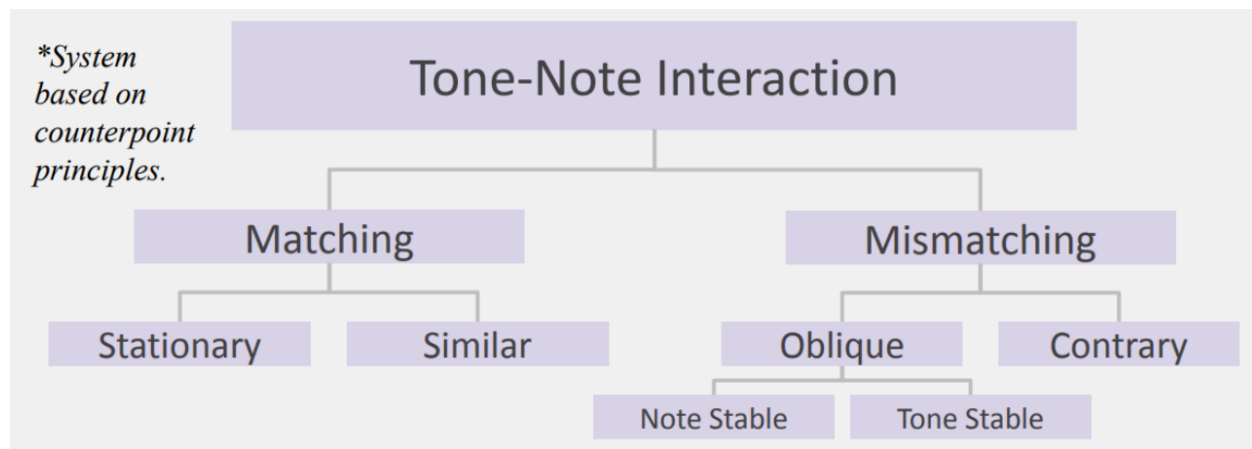 *System
based on
counterpoint
principles.
Tone-Note Interaction
Matching
Mismatching
Stationary
Similar
Oblique
Contrary
Note Stable
Tone Stable